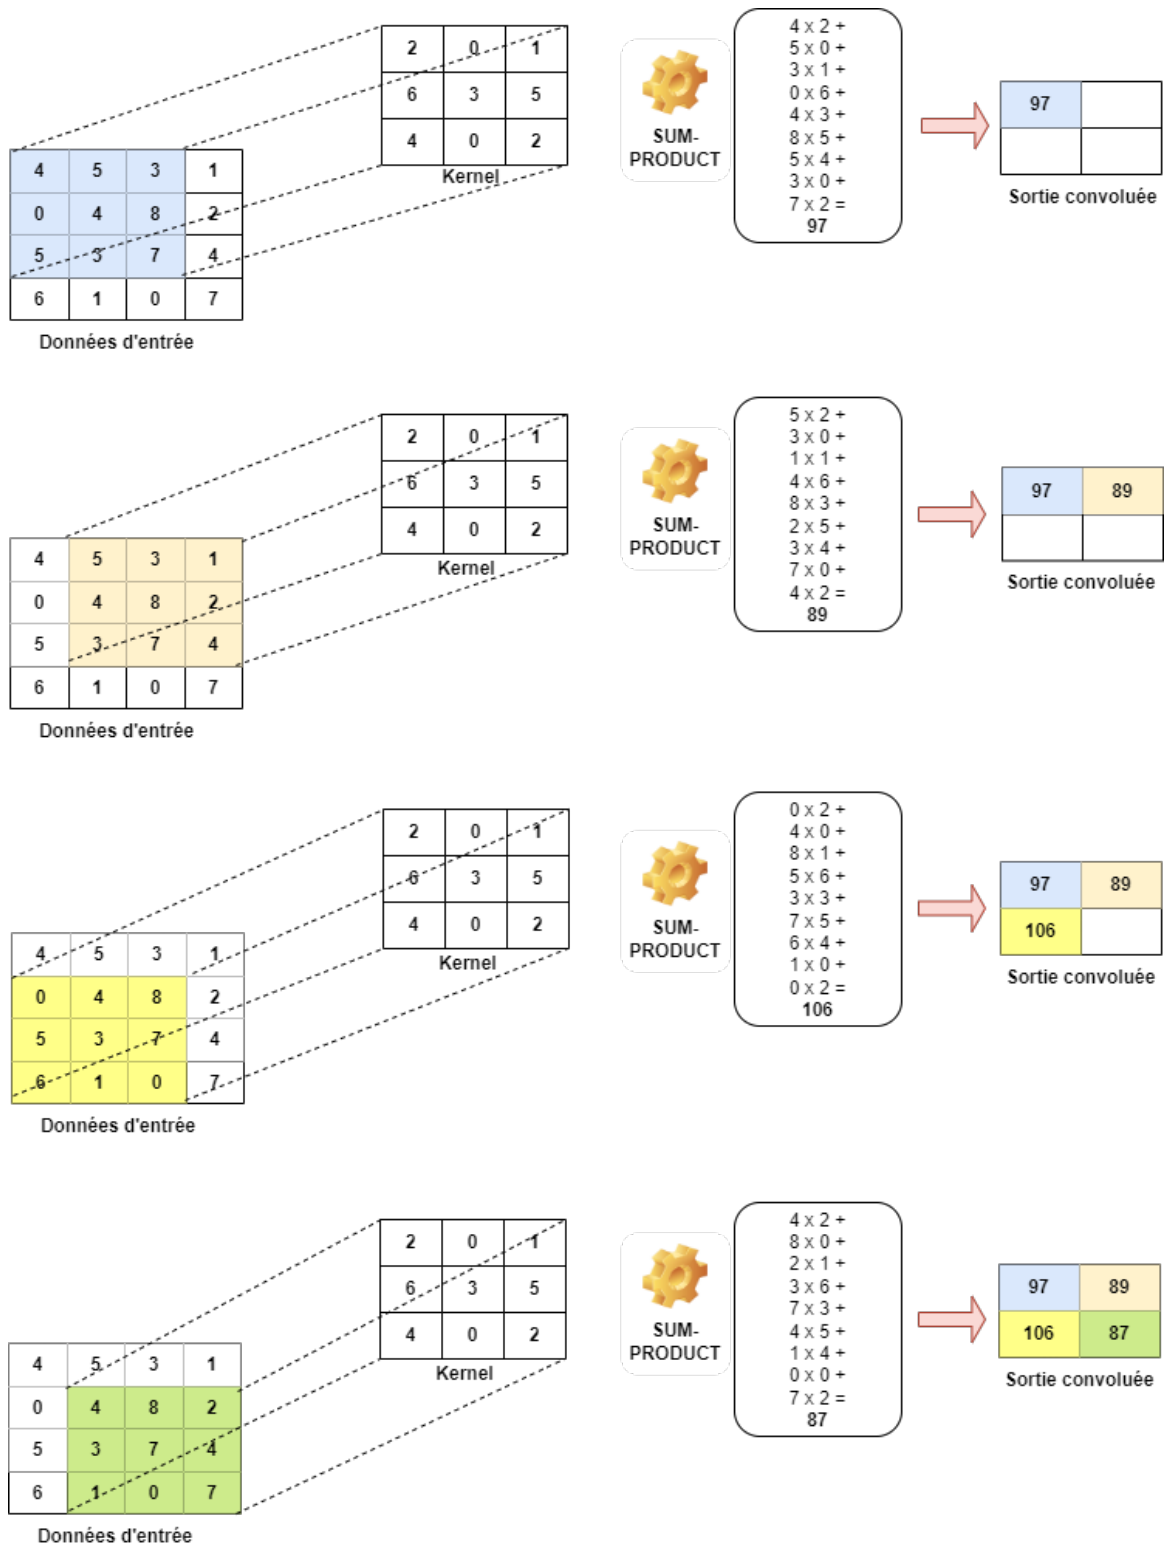 2 0 1
6 3 5
4 0 2
Kernel
4 5 3 1
0 4 8 2
5 3 7 4
6 1 0 7
Données d'entrée
SUM-
PRODUCT
4 x 2 +
5 x 0 +
3 x 1 +
0 x 6 +
4 x 3 +
8 x 5 +
5 x 4 +
3 x 0 +
7 x 2 =
97
97
Sortie convoluée
2 0 1
6 3 5
4 0 2
Kernel
4 5 3 1
0 4 8 2
5 3 7 4
6 1 0 7
Données d'entrée
SUM-
PRODUCT
5 x 2 +
3 x 0 +
1 x 1 +
4 x 6 +
8 x 3 +
2 x 5 +
3 x 4 +
7 x 0 +
4 x 2 =
89
97 89
Sortie convoluée
2 0 1
6 3 5
4 0 2
Kernel
4 5 3 1
0 4 8 2
5 3 7 4
6 1 0 7
Données d'entrée
SUM-
PRODUCT
0 x 2 +
4 x 0 +
8 x 1 +
5 x 6 +
3 x 3 +
7 x 5 +
6 x 4 +
1 x 0 +
0 x 2 =
106
97 89
106
Sortie convoluée
2 0 1
6 3 5
4 0 2
Kernel
4 5 3 1
0 4 8 2
5 3 7 4
6 1 0 7
Données d'entrée
SUM-
PRODUCT
4 x 2 +
8 x 0 +
2 x 1 +
3 x 6 +
7 x 3 +
4 x 5 +
1 x 4 +
0 x 0 +
7 x 2 =
87
97 89
106 87
Sortie convoluée